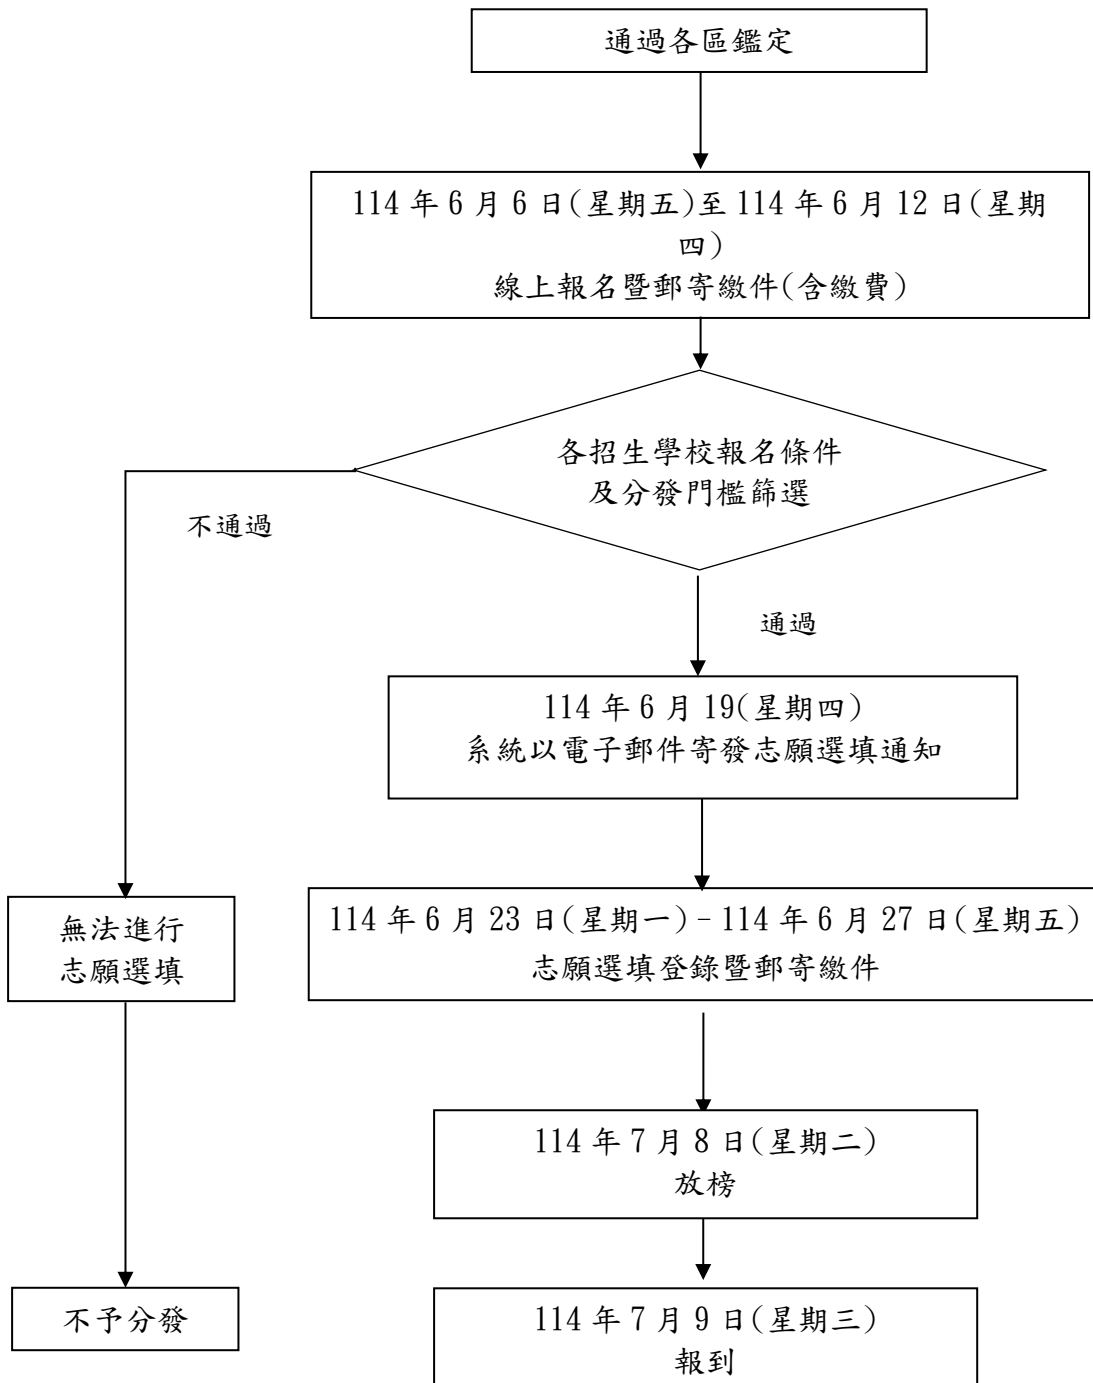 通過各區鑑定
114 年 6 月 6 日(星期五)至 114 年 6 月 12 日(星期
四)
線上報名暨郵寄繳件(含繳費)
各招生學校報名條件
及分發門檻篩選
不通過
通過
114 年 6 月 19(星期四)
系統以電子郵件寄發志願選填通知
無法進行
志願選填
114 年 6 月 23 日(星期一)-114 年 6 月 27 日(星期五)
志願選填登錄暨郵寄繳件
114 年 7 月 8 日(星期二)
放榜
不予分發
114 年 7 月 9 日(星期三)
報到